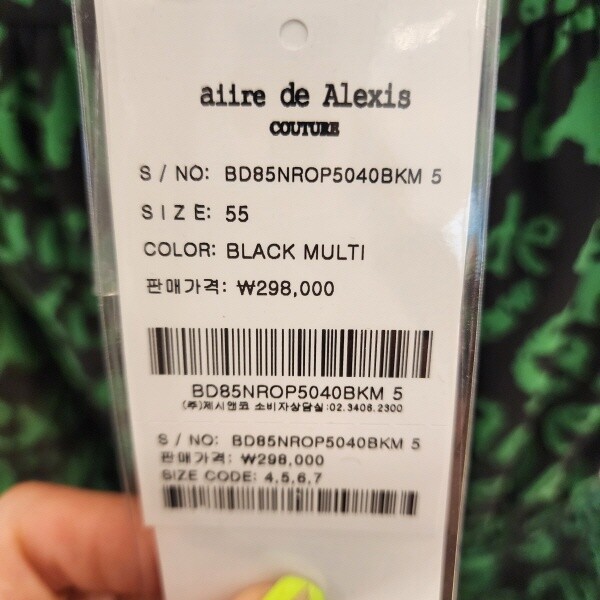 aiire de Alexis
COUTURE
S / NO: BD85NROP5040BKM 5
SIZE: 55
COLOR: BLACK MULTI
판매가격: ₩298,000
BD85NROP5040BKM 5
(주)제시앤코 소비자상담실:02.3408.2300
S / NO: BD85NROP5040BKM 5
판매가격: ₩298,000
SIZE CODE: 4,5,6,7